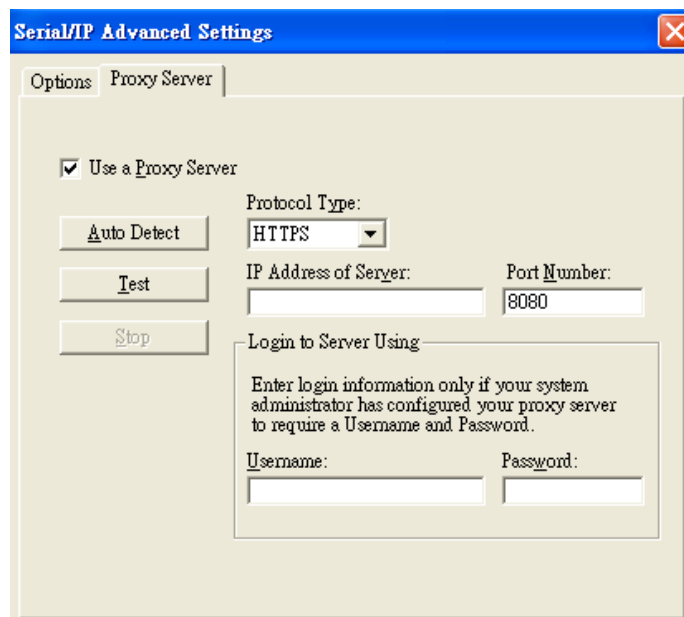 Serial/IP Advanced Settings
Options
Proxy Server
Use a Proxy Server
Protocol Type:
Auto Detect
HTTPS
IP Address of Server:
Port Number:
Test
8080
Stop
Login to Server Using
Enter login information only if your system
administrator has configured your proxy server
to require a Username and Password.
Username:
Password: